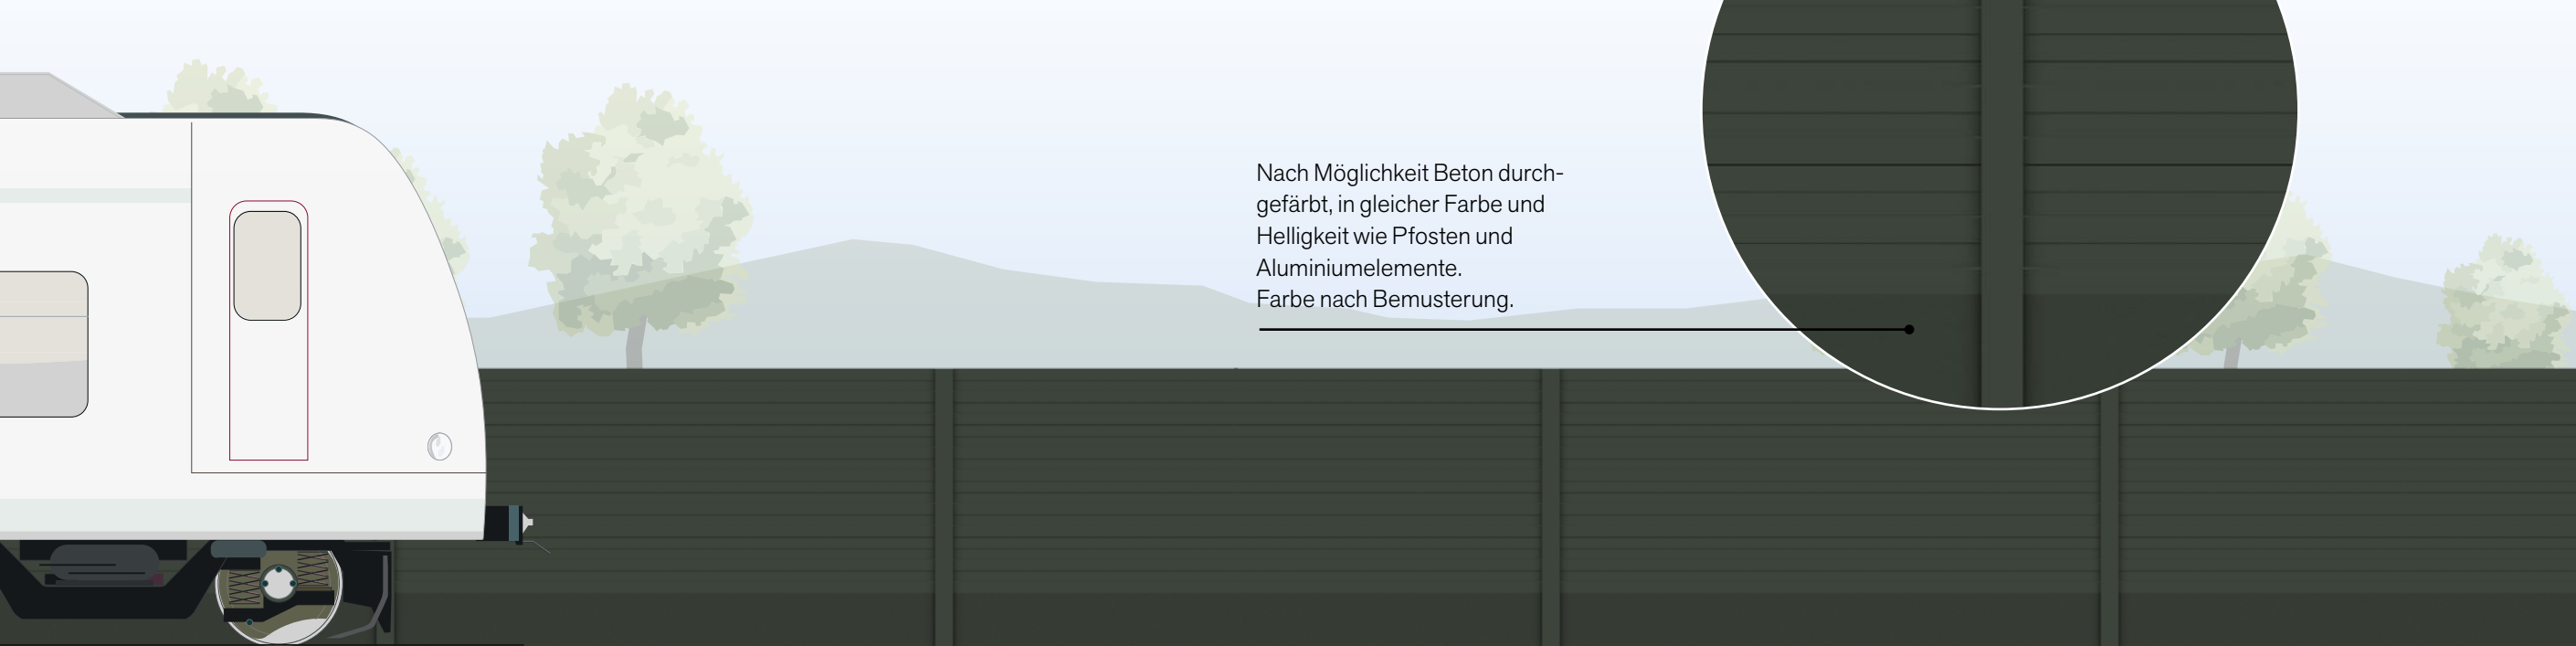 Nach Möglichkeit Beton durch-
gefärbt, in gleicher Farbe und
Helligkeit wie Pfosten und
Aluminiumelemente.
Farbe nach Bemusterung.